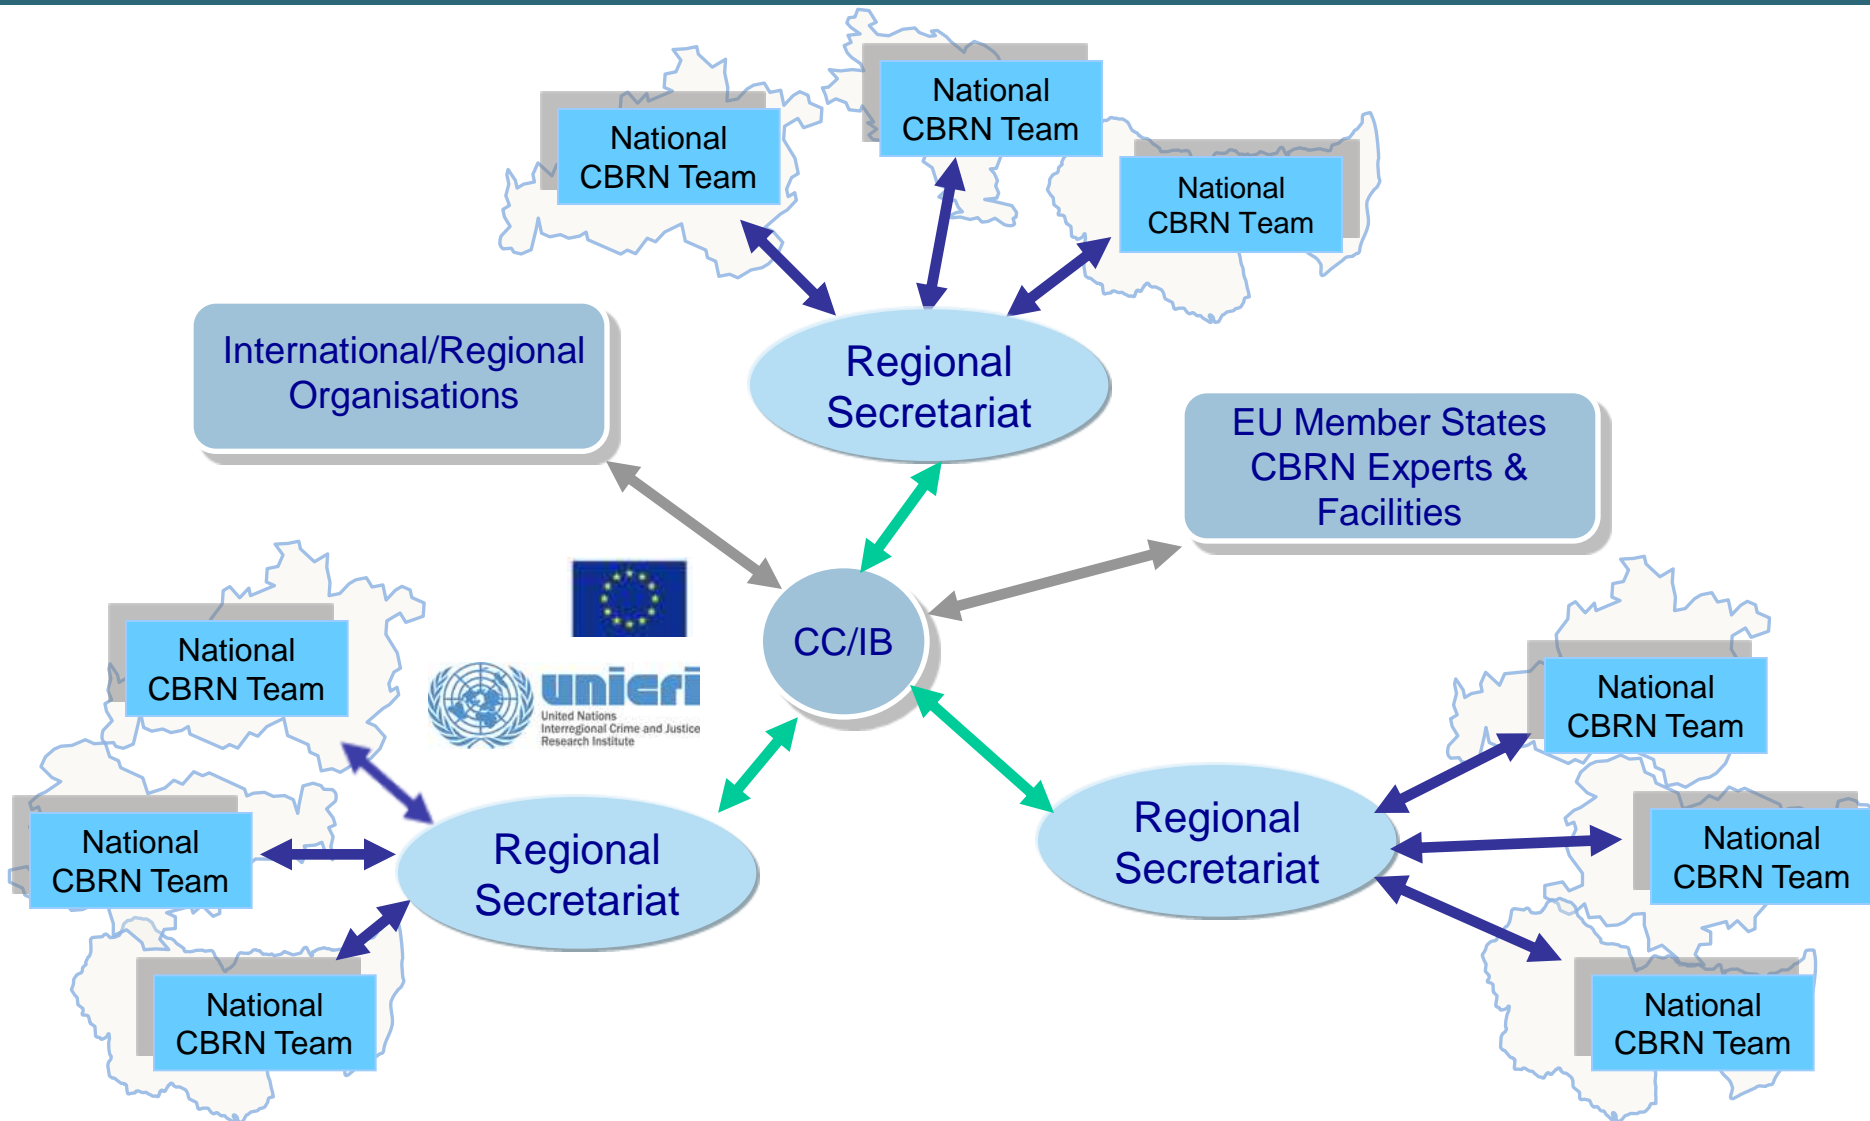 National
CBRN Team
National
CBRN Team
National
CBRN Team
International/Regional
Organisations
Regional
Secretariat
EU Member States
CBRN Experts &
Facilities
CC/IB
unicri
United Nations
Interregional Crime and Justice
Research Institute
National
CBRN Team
National
CBRN Team
National
CBRN Team
Regional
Secretariat
Regional
Secretariat
National
CBRN Team
National
CBRN Team
National
CBRN Team